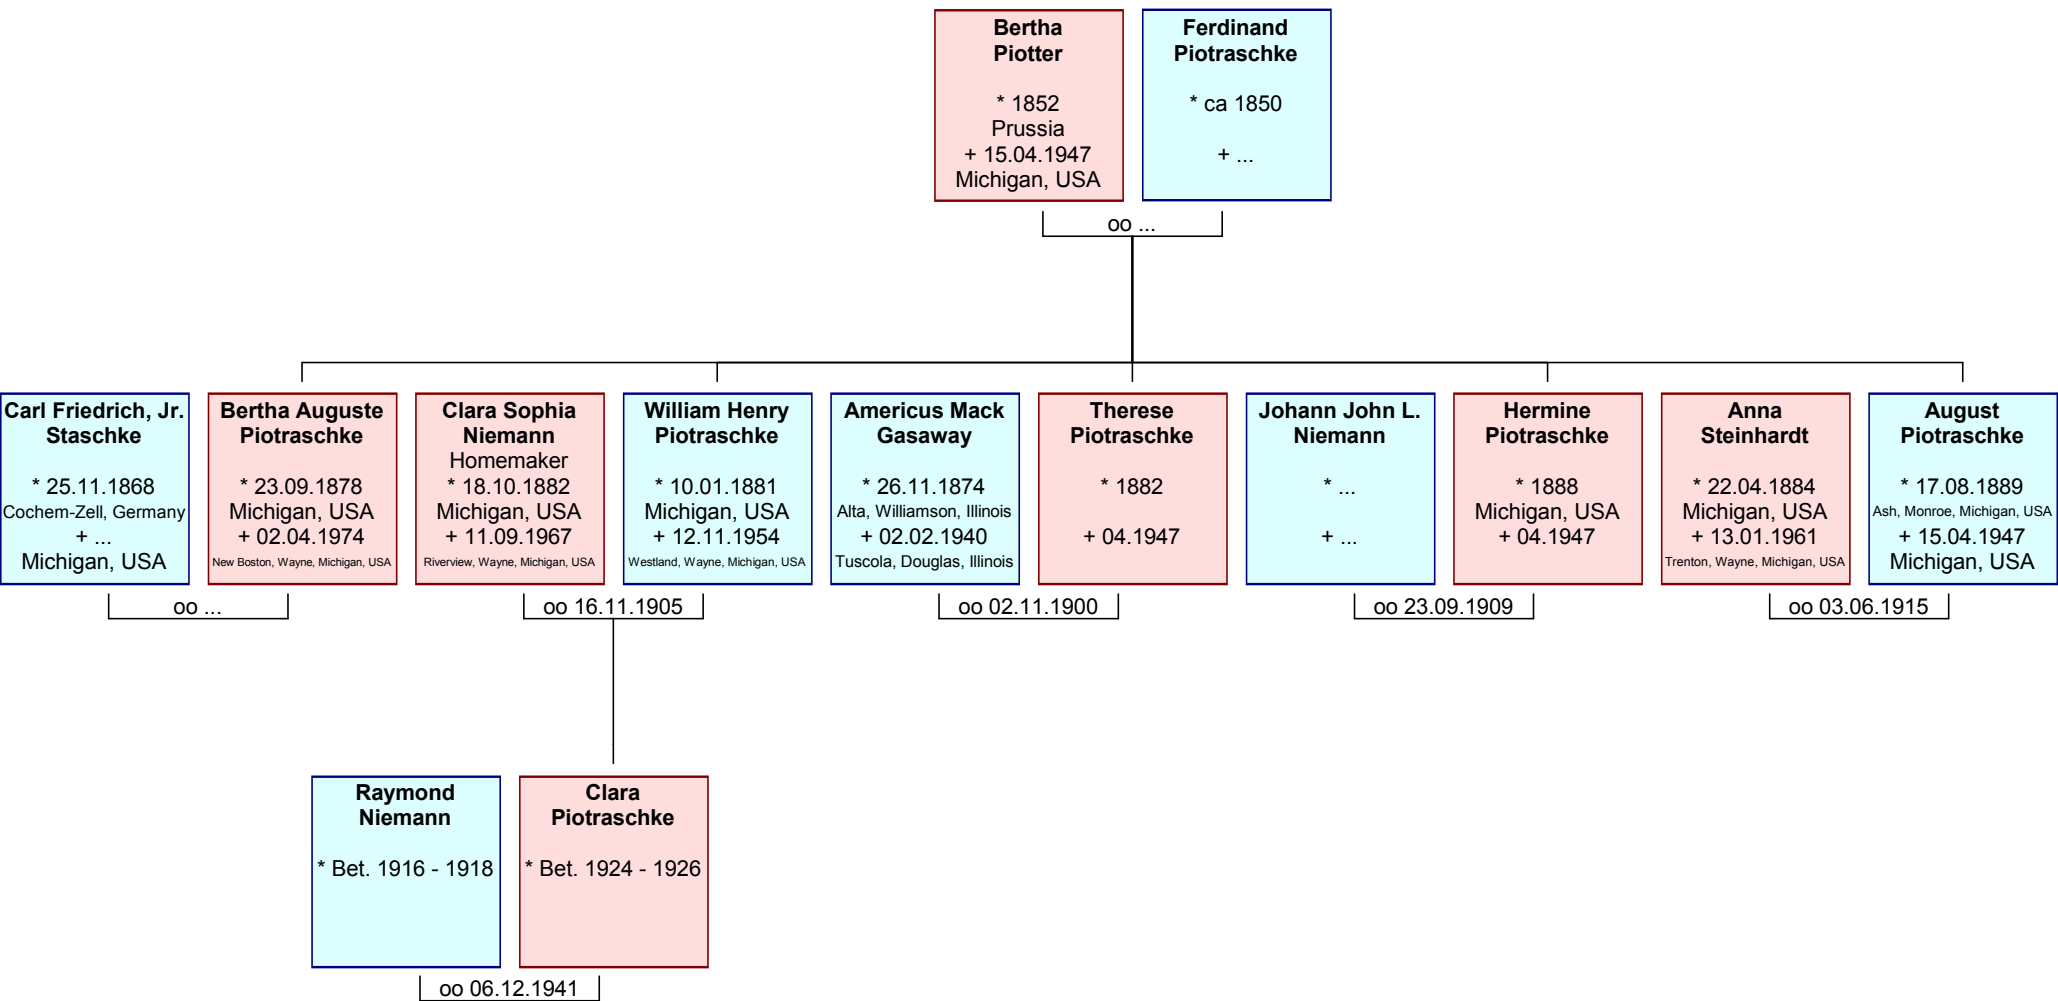 Bertha
Piotter
* 1852
Prussia
+ 15.04.1947
Michigan, USA
Ferdinand
Piotraschke
* ca 1850
+ ...
oo ...
Carl Friedrich, Jr.
Staschke
* 25.11.1868
Cochem-Zell, Germany
+ ...
Michigan, USA
Bertha Auguste
Piotraschke
* 23.09.1878
Michigan, USA
+ 02.04.1974
New Boston, Wayne, Michigan, USA
oo ...
Clara Sophia
Niemann
Homemaker
* 18.10.1882
Michigan, USA
+ 11.09.1967
Riverview, Wayne, Michigan, USA
William Henry
Piotraschke
* 10.01.1881
Michigan, USA
+ 12.11.1954
Westland, Wayne, Michigan, USA
oo 16.11.1905
Americus Mack
Gasaway
* 26.11.1874
Alta, Williamson, Illinois
+ 02.02.1940
Tuscola, Douglas, Illinois
Therese
Piotraschke
* 1882
+ 04.1947
oo 02.11.1900
Johann John L.
Niemann
* ...
+ ...
Hermine
Piotraschke
* 1888
Michigan, USA
+ 04.1947
oo 23.09.1909
Anna
Steinhardt
* 22.04.1884
Michigan, USA
+ 13.01.1961
Trenton, Wayne, Michigan, USA
August
Piotraschke
* 17.08.1889
Ash, Monroe, Michigan, USA
+ 15.04.1947
Michigan, USA
oo 03.06.1915
Raymond
Niemann
* Bet. 1916 - 1918
Clara
Piotraschke
* Bet. 1924 - 1926
oo 06.12.1941